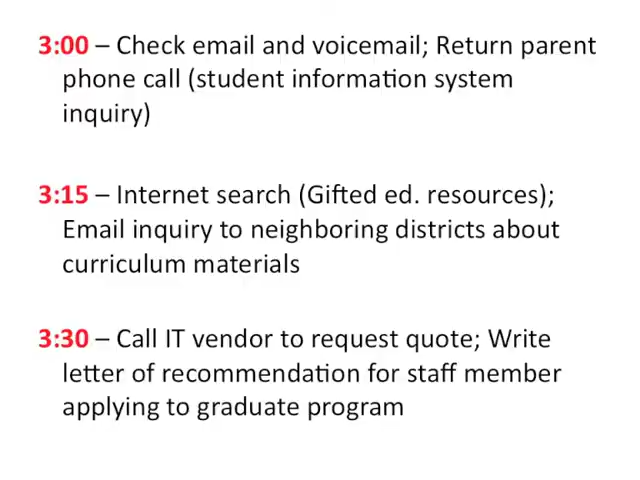 3:00 – Check email and voicemail; Return parent
phone call (student information system
inquiry)
3:15 – Internet search (Gifted ed. resources);
Email inquiry to neighboring districts about
curriculum materials
3:30 – Call IT vendor to request quote; Write
letter of recommendation for staff member
applying to graduate program